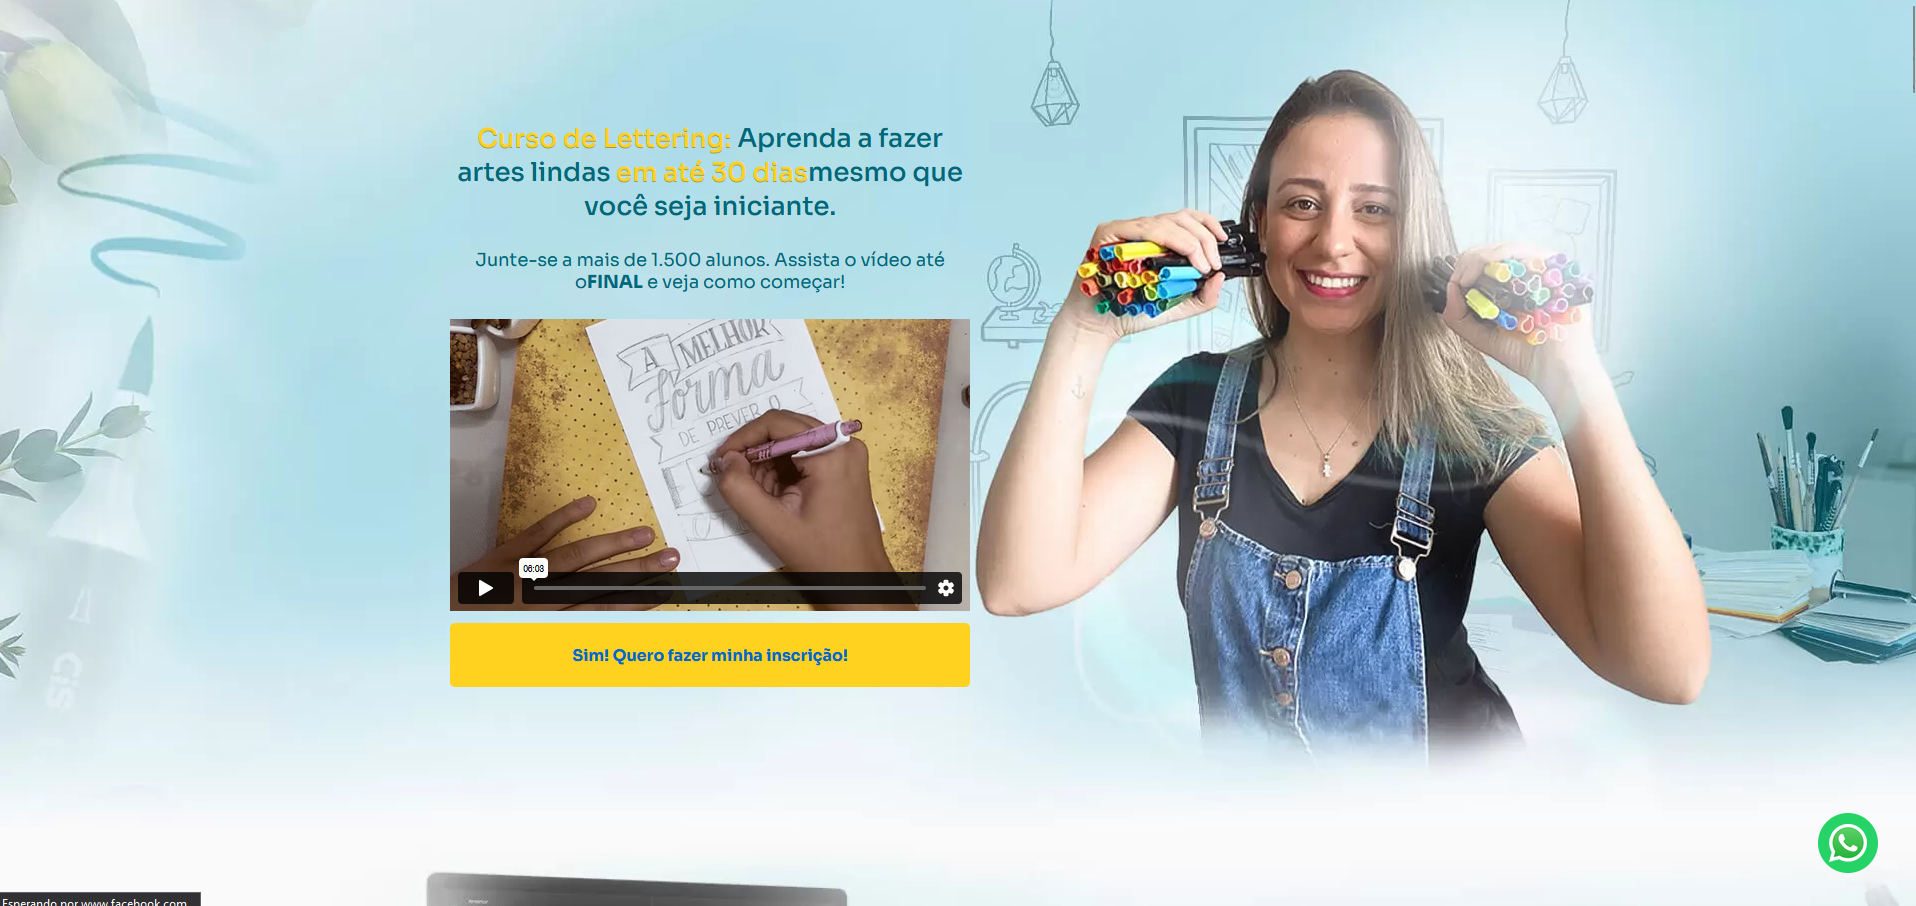 Curso de Lettering: Aprenda a fazer
artes lindas em até 30 diasmesmo que
você seja iniciante.
Junte-se a mais de 1.500 alunos. Assista o vídeo até
oFINAL e veja como começar!
A MELHOR
forma
DE PREVER O
06:03
Sim! Quero fazer minha inscrição!
cis
Esperando por www.facebook.com